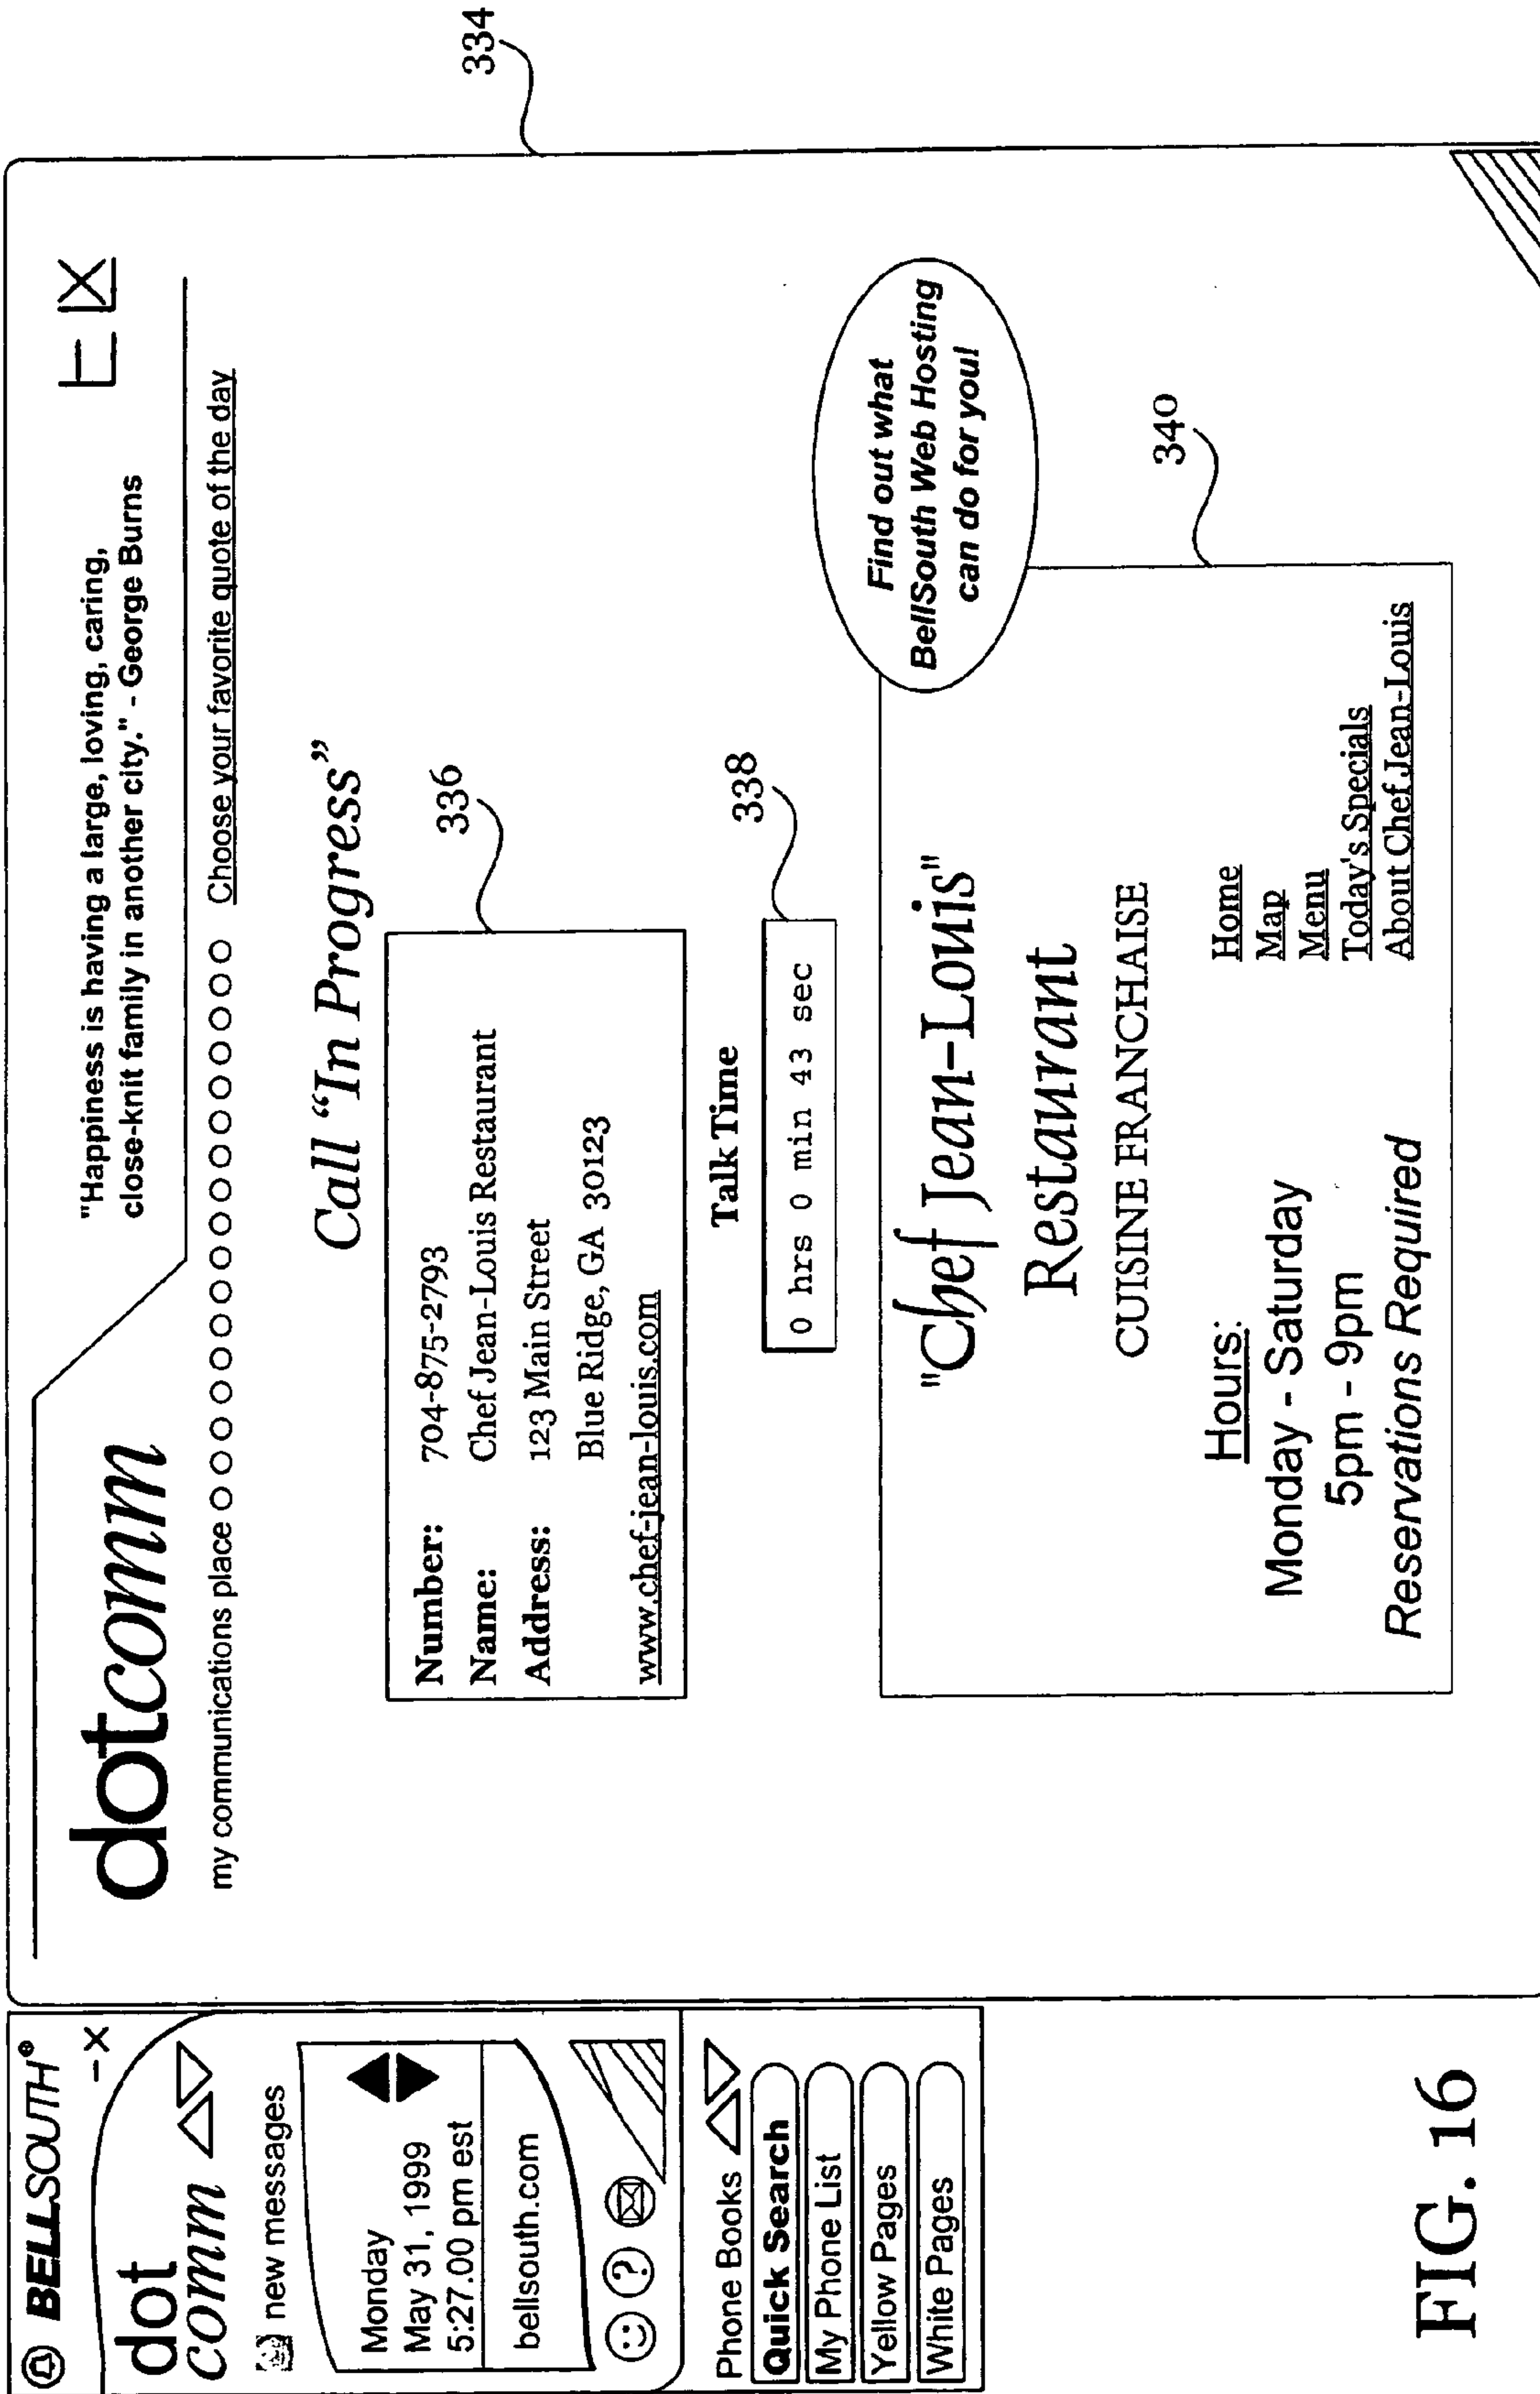 BELLSOUTH®
- X
dot
comm
new messages
Monday
May 31, 1999
5:27.00 pm est
bellsouth.com
?
Phone Books
Quick Search
My Phone List
Yellow Pages
White Pages
dotcomm
"Happiness is having a large, loving, caring,
close-knit family in another city." - George Burns
my communications place
Choose your favorite quote of the day
334
Call “In Progress”
336
Number: 704-875-2793
Name: Chef Jean-Louis Restaurant
Address: 123 Main Street
Blue Ridge, GA 30123
www.chef-jean-louis.com
Talk Time
338
0 hrs 0 min 43 sec
"Chef Jean-Louis"
Restaurant
CUISINE FRANCHAISE
Find out what
BellSouth Web Hosting
can do for you!
340
Hours:
Monday - Saturday
5pm - 9pm
Reservations Required
Home
Map
Menu
Today's Specials
About Chef Jean-Louis
FIG. 16